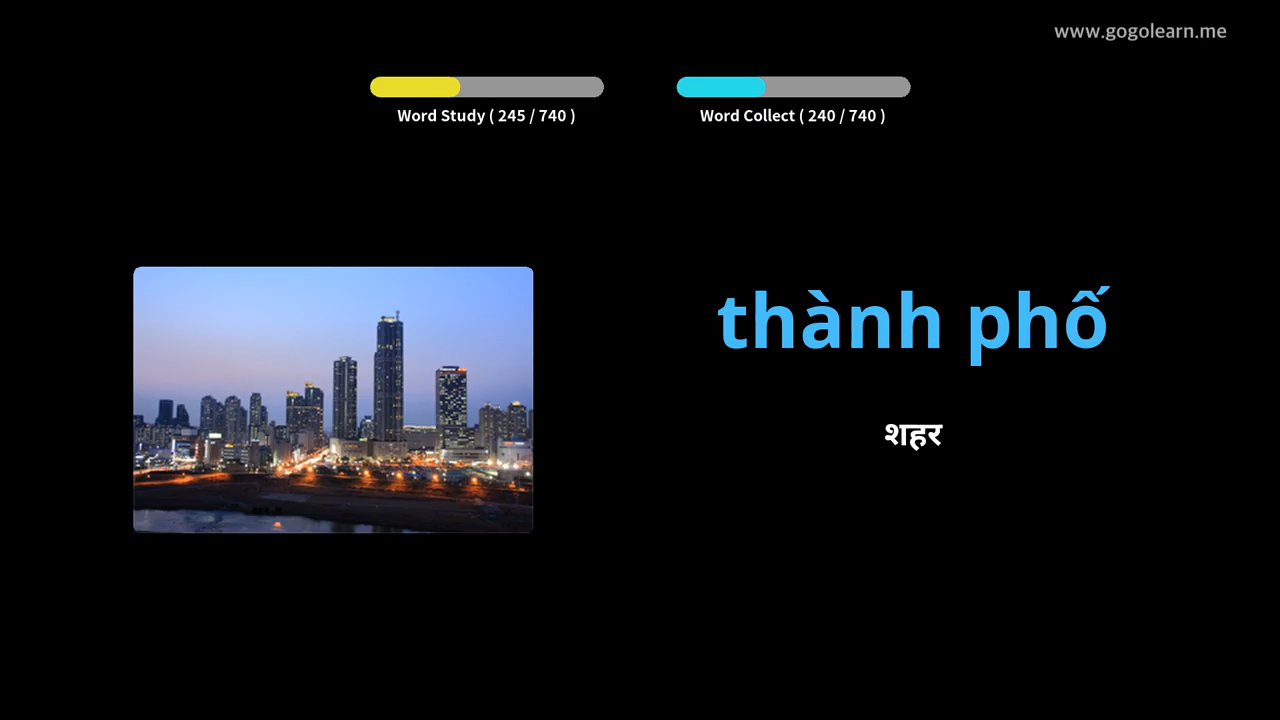 www.gogolearn.me
Word Study ( 245 / 740 )
Word Collect ( 240 / 740 )
thành phố
शहर